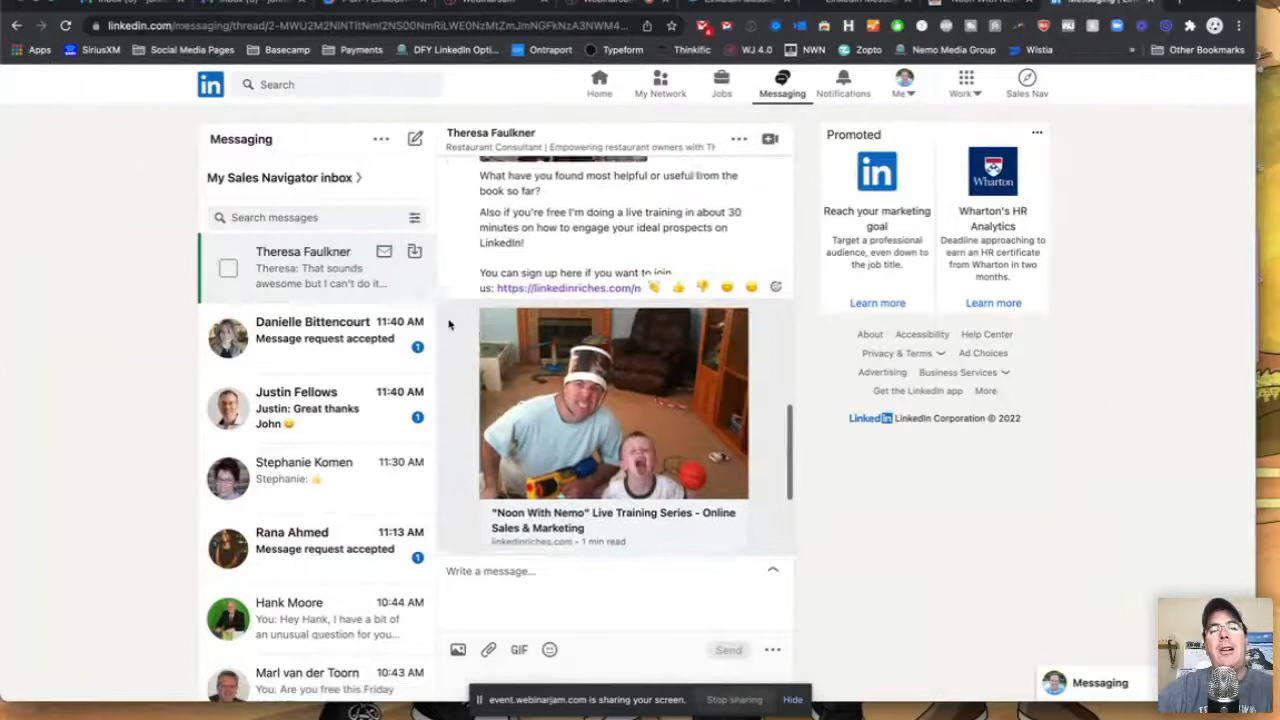 linkedin.com/messaging/thread/
Apps
SiriusXM
Social Media Pages
Basecamp
Payments
DFY LinkedIn Opti...
Ontraport
Typeform
Thinkific
WJ 4.0
NWN
Zopto
Nemo Media Group
Wistia
»
Other Bookmarks
in
Search
Home
My Network
Jobs
Messaging
Notifications
Me
Work
Sales Nav
Messaging
My Sales Navigator inbox
Search messages
Theresa Faulkner
Theresa: That sounds
awesome but I can't do it...
Danielle Bittencourt 11:40 AM
Message request accepted
1
Justin Fellows 11:40 AM
Justin: Great thanks
John
1
Stephanie Komen 11:30 AM
Stephanie:
Rana Ahmed 11:13 AM
Message request accepted
1
Hank Moore 10:44 AM
You: Hey Hank, I have a bit of
an unusual question for you...
Marl van der Toorn 10:43 AM
You: Are you free this Friday
Theresa Faulkner
Restaurant Consultant | Empowering restaurant owners with
What have you found most helpful or useful from the
book so far?
Also if you're free I'm doing a live training in about 30
minutes on how to engage your ideal prospects on
LinkedIn!
You can sign up here if you want to join
us: https://linkedinriches.com/n
"Noon With Nemo" Live Training Series - Online
Sales & Marketing
linkedinriches.com • 1 min read
Write a message...
GIF
Send
Promoted
in
Wharton
Reach your marketing
goal
Target a professional
audience, even down to
the job title.
Learn more
Wharton's HR
Analytics
Deadline approaching to
earn an HR certificate
from Wharton in two
months.
Learn more
About Accessibility Help Center
Privacy & Terms Ad Choices
Advertising Business Services
Get the LinkedIn app More
LinkedIn LinkedIn Corporation © 2022
Messaging
event.webinarjam.com is sharing your screen.
Stop sharing
Hide